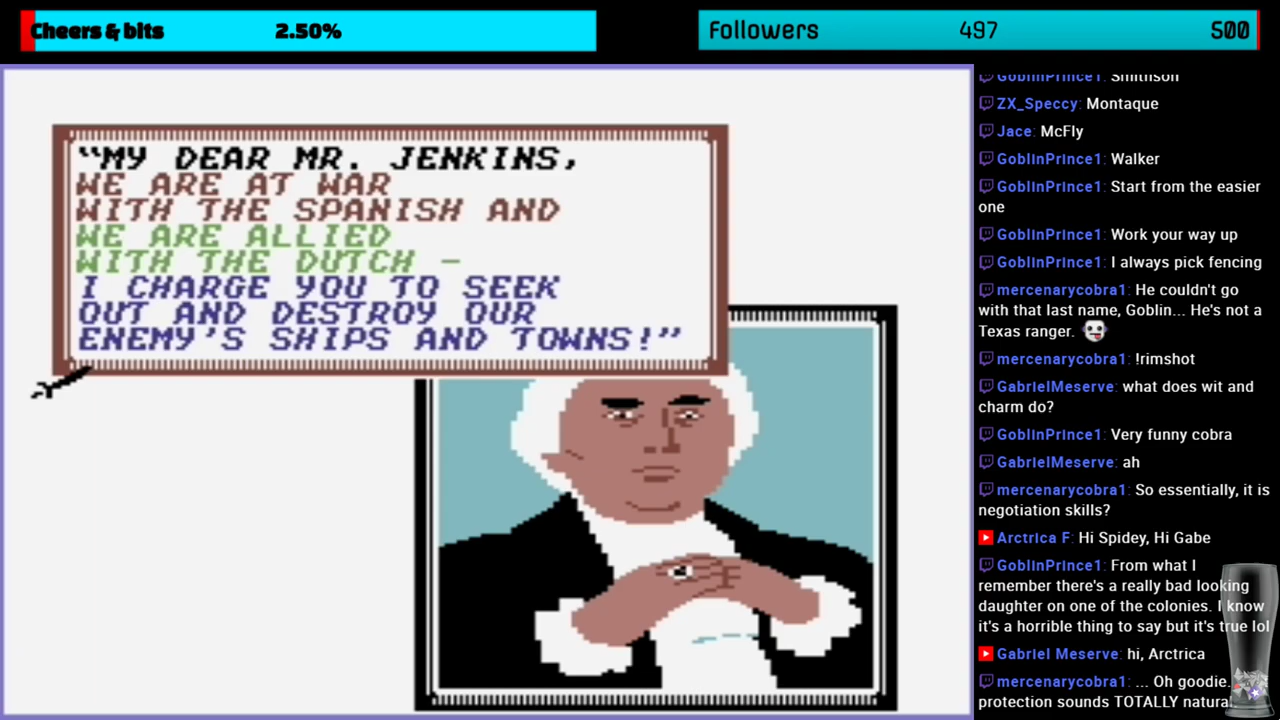 Cheers & bits 2.50%
Followers 497 500
“MY DEAR MR. JENKINS,
WE ARE AT WAR
WITH THE SPANISH AND
WE ARE ALLIED
WITH THE DUTCH -
I CHARGE YOU TO SEEK
OUT AND DESTROY OUR
ENEMY'S SHIPS AND TOWNS!”
GoblinPrince1: Smithson
ZX_Speccy: Montaque
Jace: McFly
GoblinPrince1: Walker
GoblinPrince1: Start from the easier
one
GoblinPrince1: Work your way up
GoblinPrince1: I always pick fencing
mercenarycobra1: He couldn't go
with that last name, Goblin... He's not a
Texas ranger.
mercenarycobra1: !rimshot
GabrielMeserve: what does wit and
charm do?
GoblinPrince1: Very funny cobra
GabrielMeserve: ah
mercenarycobra1: So essentially, it is
negotiation skills?
Arctrica F: Hi Spidey, Hi Gabe
GoblinPrince1: From what I
remember there's a really bad looking
daughter on one of the colonies. I know
it's a horrible thing to say but it's true lol
Gabriel Meserve: hi, Arctrica
mercenarycobra1: ... Oh goodie.
protection sounds TOTALLY natura